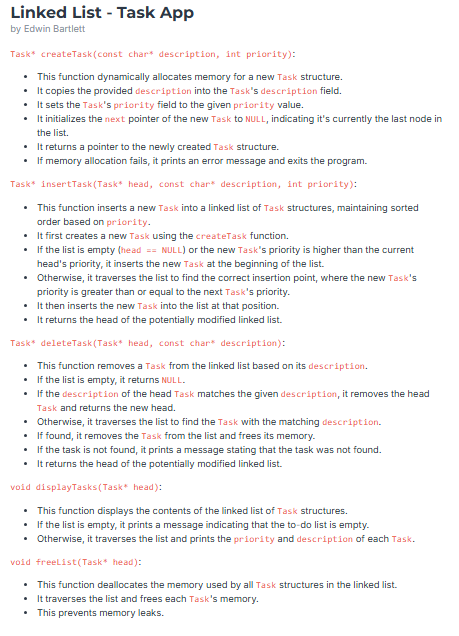 Linked List - Task App
by Edwin Bartlett
Task* createTask(const char* description, int priority):
• This function dynamically allocates memory for a new Task structure.
• It copies the provided description into the Task's description field.
• It sets the Task's priority field to the given priority value.
• It initializes the next pointer of the new Task to NULL, indicating it's currently the last node in
the list.
• It returns a pointer to the newly created Task structure.
• If memory allocation fails, it prints an error message and exits the program.
Task* insertTask(Task* head, const char* description, int priority):
• This function inserts a new Task into a linked list of Task structures, maintaining sorted
order based on priority.
• It first creates a new Task using the createTask function.
• If the list is empty (head == NULL) or the new Task's priority is higher than the current
head's priority, it inserts the new Task at the beginning of the list.
• Otherwise, it traverses the list to find the correct insertion point, where the new Task's
priority is greater than or equal to the next Task's priority.
• It then inserts the new Task into the list at that position.
• It returns the head of the potentially modified linked list.
Task* deleteTask(Task* head, const char* description):
• This function removes a Task from the linked list based on its description.
• If the list is empty, it returns NULL.
• If the description of the head Task matches the given description, it removes the head
Task and returns the new head.
• Otherwise, it traverses the list to find the Task with the matching description.
• If found, it removes the Task from the list and frees its memory.
• If the task is not found, it prints a message stating that the task was not found.
• It returns the head of the potentially modified linked list.
void displayTasks(Task* head):
• This function displays the contents of the linked list of Task structures.
• If the list is empty, it prints a message indicating that the to-do list is empty.
• Otherwise, it traverses the list and prints the priority and description of each Task.
void freeList(Task* head):
• This function deallocates the memory used by all Task structures in the linked list.
• It traverses the list and frees each Task's memory.
• This prevents memory leaks.